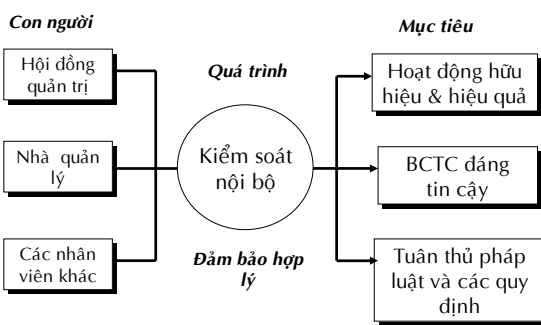 Con người
Hội đồng
quản trị
Nhà quản
lý
Các nhân
viên khác
Quá trình
Kiểm soát
nội bộ
Đảm bảo hợp
lý
Mục tiêu
Hoạt động hữu
hiệu & hiệu quả
BCTC đáng
tin cậy
Tuân thủ pháp
luật và các quy
định